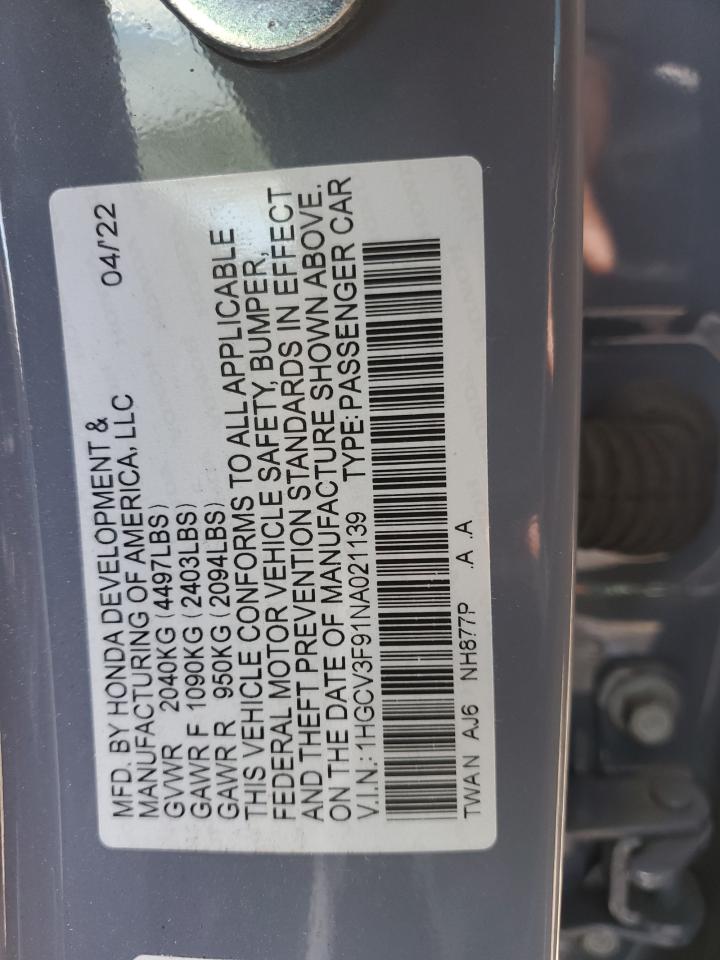 MFD. BY HONDA DEVELOPMENT & 04/'22
MANUFACTURING OF AMERICA, LLC
GVWR 2040KG (4497LBS)
GAWR F 1090KG (2403LBS)
GAWR R 950KG (2094LBS)
THIS VEHICLE CONFORMS TO ALL APPLICABLE
FEDERAL MOTOR VEHICLE SAFETY, BUMPER,
AND THEFT PREVENTION STANDARDS IN EFFECT
ON THE DATE OF MANUFACTURE SHOWN ABOVE.
V.I.N.: 1HGCV3F91NA021139 TYPE: PASSENGER CAR
TWAN AJ6 NH877P .A .A